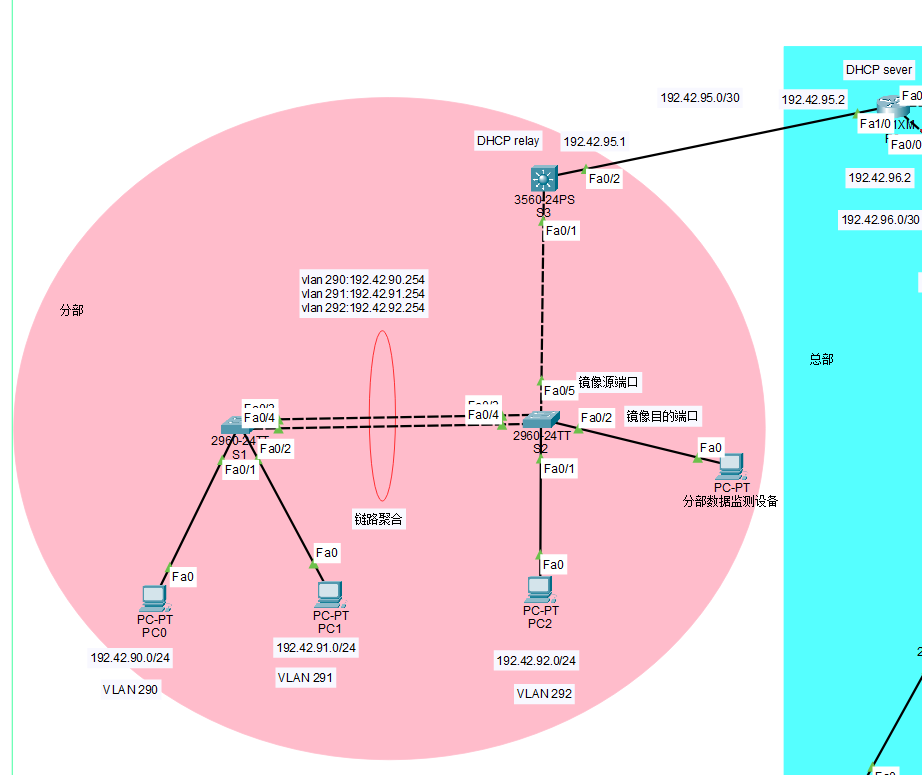 DHCP sever
192.42.95.0/30
192.42.95.2
Fa0
Fa1/0
1XM
Fa0/0
DHCP relay
192.42.95.1
192.42.96.2
Fa0/2
3560-24PS
S3
192.42.96.0/30
Fa0/1
vlan 290:192.42.90.254
vlan 291:192.42.91.254
vlan 292:192.42.92.254
分部
总部
Fa0/5
镜像源端口
Fa0/4
Fa0/4
Fa0/2
镜像目的端口
2960-24TT
S1
Fa0/2
2960-24TT
S2
Fa0/1
Fa0/1
Fa0
PC-PT
分部数据监测设备
链路聚合
Fa0
Fa0
Fa0
PC-PT
PC0
PC-PT
PC1
PC-PT
PC2
192.42.90.0/24
192.42.91.0/24
192.42.92.0/24
VLAN 290
VLAN 291
VLAN 292